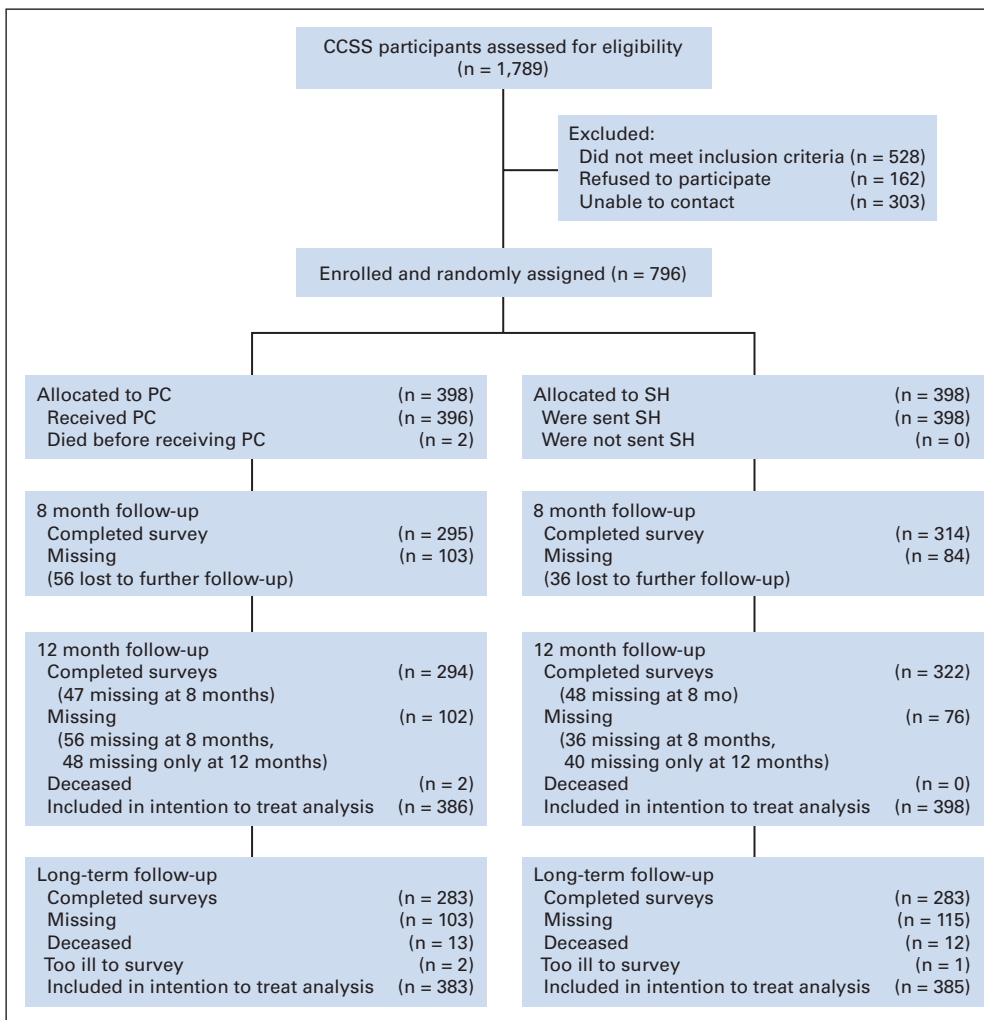 CCSS participants assessed for eligibility
(n = 1,789)
Excluded:
Did not meet inclusion criteria (n = 528)
Refused to participate (n = 162)
Unable to contact (n = 303)
Enrolled and randomly assigned (n = 796)
Allocated to PC (n = 398)
Received PC (n = 396)
Died before receiving PC (n = 2)
Allocated to SH (n = 398)
Were sent SH (n = 398)
Were not sent SH (n = 0)
8 month follow-up
Completed survey (n = 295)
Missing (n = 103)
(56 lost to further follow-up)
8 month follow-up
Completed survey (n = 314)
Missing (n = 84)
(36 lost to further follow-up)
12 month follow-up
Completed surveys (n = 294)
(47 missing at 8 months)
Missing (n = 102)
(56 missing at 8 months,
48 missing only at 12 months)
Deceased (n = 2)
Included in intention to treat analysis (n = 386)
12 month follow-up
Completed surveys (n = 322)
(48 missing at 8 mo)
Missing (n = 76)
(36 missing at 8 months,
40 missing only at 12 months)
Deceased (n = 0)
Included in intention to treat analysis (n = 398)
Long-term follow-up
Completed surveys (n = 283)
Missing (n = 103)
Deceased (n = 13)
Too ill to survey (n = 2)
Included in intention to treat analysis (n = 383)
Long-term follow-up
Completed surveys (n = 283)
Missing (n = 115)
Deceased (n = 12)
Too ill to survey (n = 1)
Included in intention to treat analysis (n = 385)